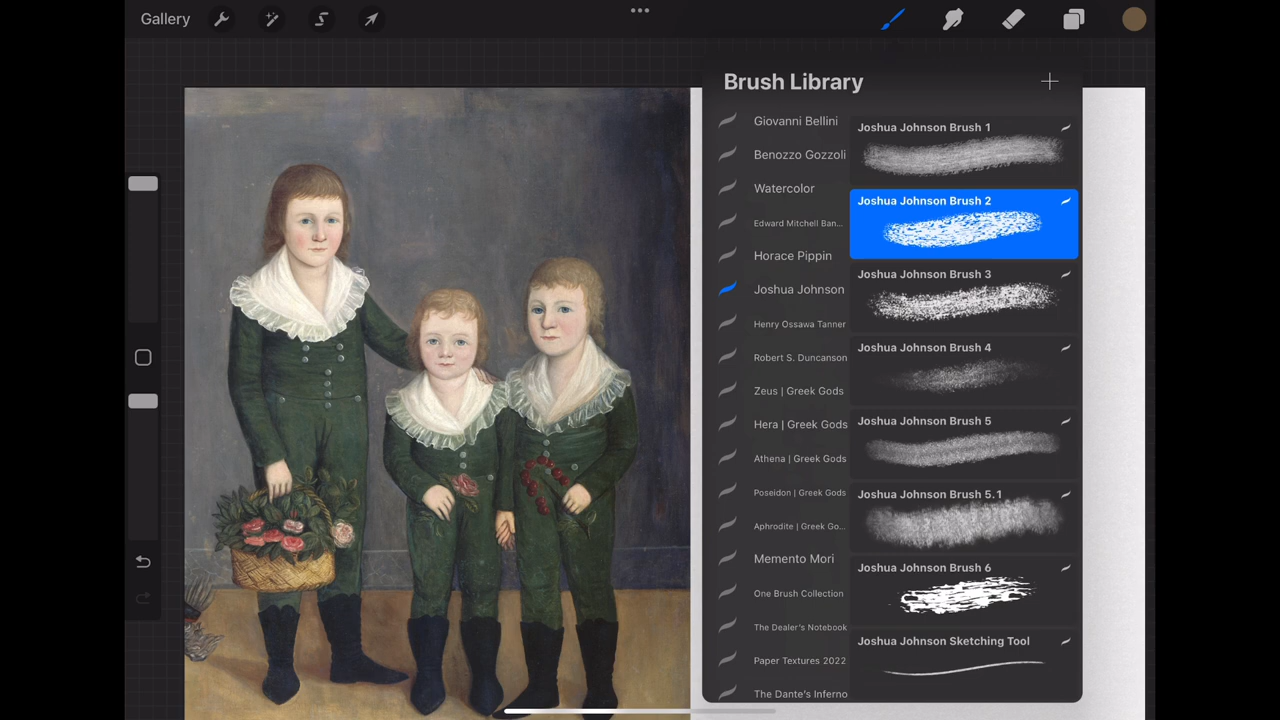 Gallery
Brush Library
Giovanni Bellini
Benozzo Gozzoli
Watercolor
Edward Mitchell Ban...
Horace Pippin
Joshua Johnson
Henry Ossawa Tanner
Robert S. Duncanson
Zeus | Greek Gods
Hera | Greek Gods
Athena | Greek Gods
Poseidon | Greek Gods
Aphrodite | Greek Go...
Memento Mori
One Brush Collection
The Dealer's Notebook
Paper Textures 2022
The Dante's Inferno
Joshua Johnson Brush 1
Joshua Johnson Brush 2
Joshua Johnson Brush 3
Joshua Johnson Brush 4
Joshua Johnson Brush 5
Joshua Johnson Brush 5.1
Joshua Johnson Brush 6
Joshua Johnson Sketching Tool